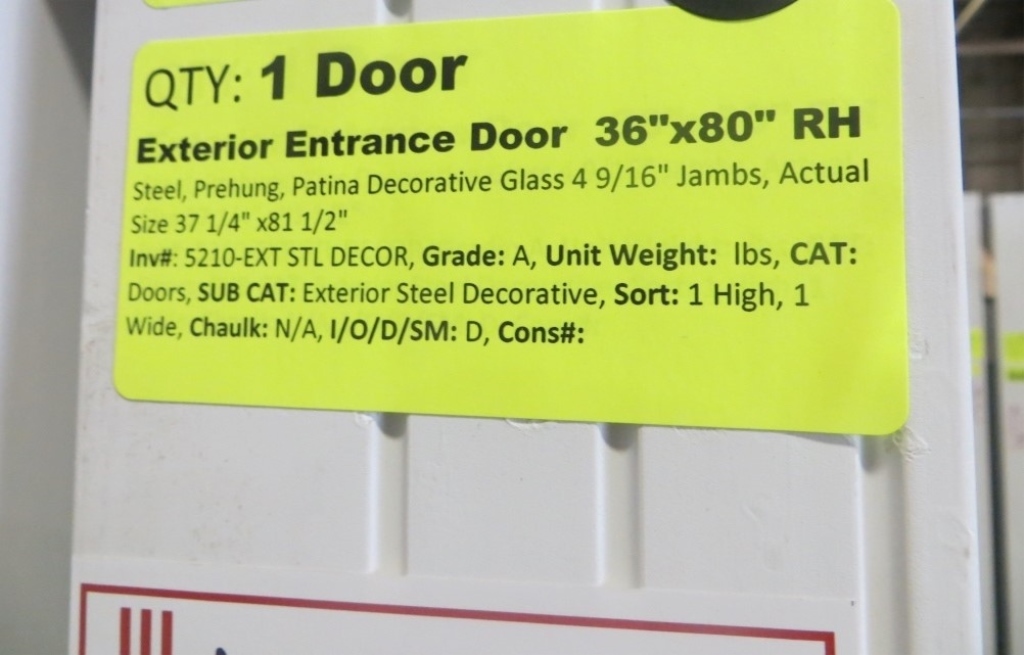 QTY: 1 Door
Exterior Entrance Door 36"x80" RH
Steel, Prehung, Patina Decorative Glass 4 9/16" Jambs, Actual
Size 37 1/4" x81 1/2"
Inv#: 5210-EXT STL DECOR, Grade: A, Unit Weight: lbs, CAT:
Doors, SUB CAT: Exterior Steel Decorative, Sort: 1 High, 1
Wide, Chaulk: N/A, I/O/D/SM: D, Cons#: